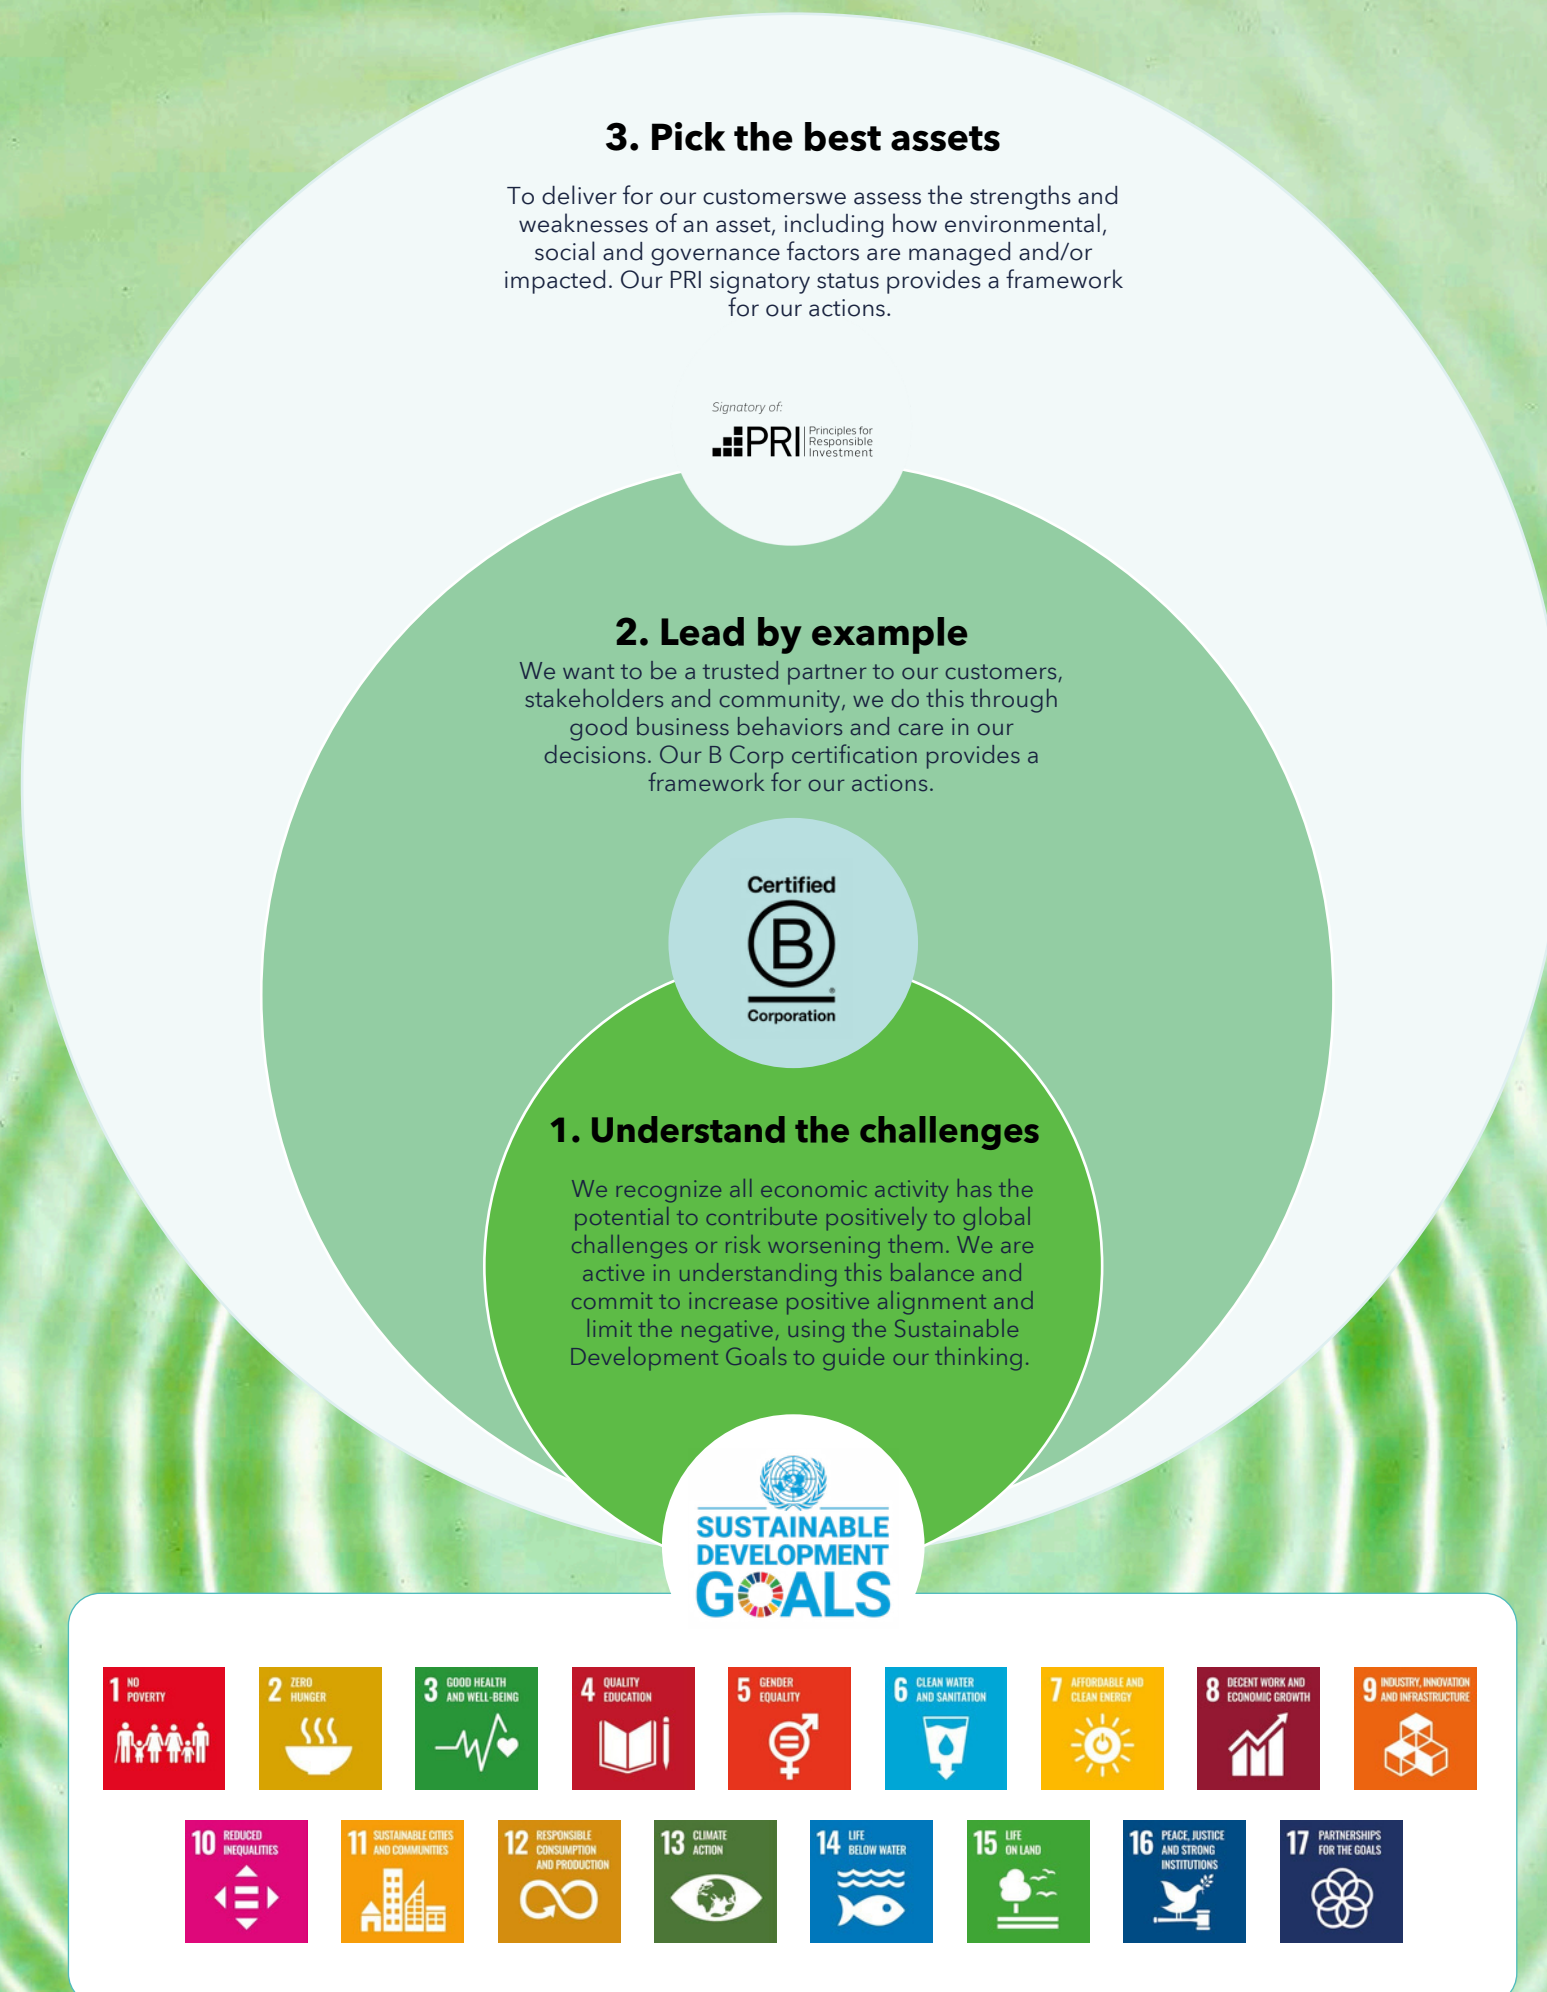 3. Pick the best assets
To deliver for our customerswe assess the strengths and
weaknesses of an asset, including how environmental,
social and governance factors are managed and/or
impacted. Our PRI signatory status provides a framework
for our actions.
Signatory of:
PRI
Principles for
Responsible
Investment
2. Lead by example
We want to be a trusted partner to our customers,
stakeholders and community, we do this through
good business behaviors and care in our
decisions. Our B Corp certification provides a
framework for our actions.
Certified
B
®
Corporation
1. Understand the challenges
We recognize all economic activity has the
potential to contribute positively to global
challenges or risk worsening them. We are
active in understanding this balance and
commit to increase positive alignment and
limit the negative, using the Sustainable
Development Goals to guide our thinking.
SUSTAINABLE
DEVELOPMENT
GOALS
1 NO
POVERTY
2 ZERO
HUNGER
3 GOOD HEALTH
AND WELL-BEING
4 QUALITY
EDUCATION
5 GENDER
EQUALITY
6 CLEAN WATER
AND SANITATION
7 AFFORDABLE AND
CLEAN ENERGY
8 DECENT WORK AND
ECONOMIC GROWTH
9 INDUSTRY, INNOVATION
AND INFRASTRUCTURE
10 REDUCED
INEQUALITIES
11 SUSTAINABLE CITIES
AND COMMUNITIES
12 RESPONSIBLE
CONSUMPTION
AND PRODUCTION
13 CLIMATE
ACTION
14 LIFE
BELOW WATER
15 LIFE
ON LAND
16 PEACE, JUSTICE
AND STRONG
INSTITUTIONS
17 PARTNERSHIPS
FOR THE GOALS